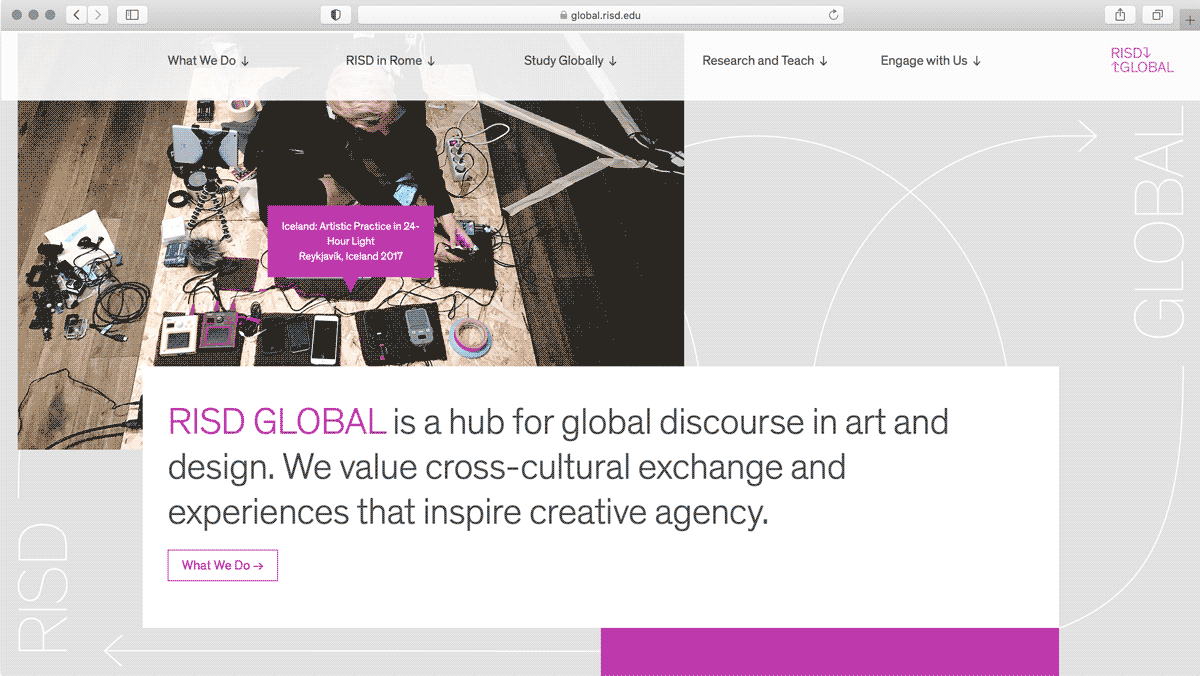 global.risd.edu
What We Do ↓
RISD in Rome ↓
Study Globally ↓
Research and Teach ↓
Engage with Us ↓
RISD↴
↑GLOBAL
GLOBAL
Iceland: Artistic Practice in 24-
Hour Light
Reykjavík, Iceland 2017
RISD GLOBAL is a hub for global discourse in art and
design. We value cross-cultural exchange and
experiences that inspire creative agency.
What We Do →
RISD